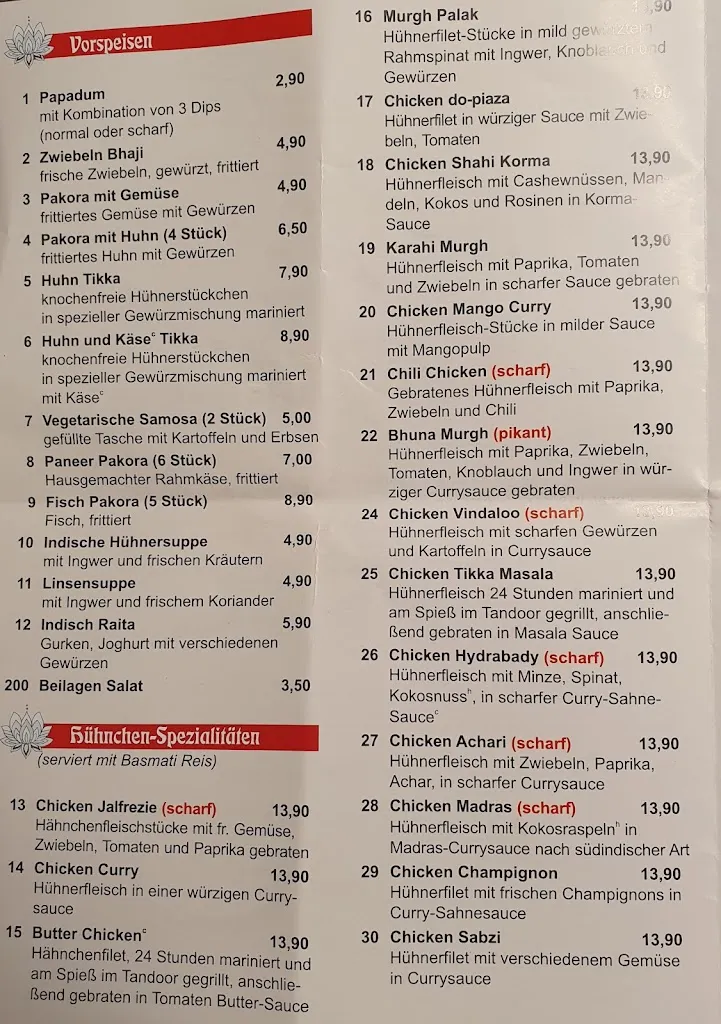 Vorspeisen
1 Papadum 2,90
mit Kombination von 3 Dips
(normal oder scharf)
2 Zwiebeln Bhaji 4,90
frische Zwiebeln, gewürzt, frittiert
3 Pakora mit Gemüse 4,90
frittiertes Gemüse mit Gewürzen
4 Pakora mit Huhn (4 Stück) 6,50
frittiertes Huhn mit Gewürzen
5 Huhn Tikka 7,90
knochenfreie Hühnerstückchen
in spezieller Gewürzmischung mariniert
6 Huhn und Käseᶜ Tikka 8,90
knochenfreie Hühnerstückchen
in spezieller Gewürzmischung mariniert
mit Käseᶜ
7 Vegetarische Samosa (2 Stück) 5,00
gefüllte Tasche mit Kartoffeln und Erbsen
8 Paneer Pakora (6 Stück) 7,00
Hausgemachter Rahmkäse, frittiert
9 Fisch Pakora (5 Stück) 8,90
Fisch, frittiert
10 Indische Hühnersuppe 4,90
mit Ingwer und frischen Kräutern
11 Linsensuppe 4,90
mit Ingwer und frischem Koriander
12 Indisch Raita 5,90
Gurken, Joghurt mit verschiedenen
Gewürzen
200 Beilagen Salat 3,50
Hühnchen-Spezialitäten
(serviert mit Basmati Reis)
13 Chicken Jalfrezie (scharf) 13,90
Hähnchenfleischstücke mit fr. Gemüse,
Zwiebeln, Tomaten und Paprika gebraten
14 Chicken Curry 13,90
Hühnerfleisch in einer würzigen Curry-
sauce
15 Butter Chickenᶜ 13,90
Hähnchenfilet, 24 Stunden mariniert und
am Spieß im Tandoor gegrillt, anschlie-
ßend gebraten in Tomaten Butter-Sauce
16 Murgh Palak 13,90
Hühnerfilet-Stücke in mild gewürztem
Rahmspinat mit Ingwer, Knoblauch und
Gewürzen
17 Chicken do-piaza 13,90
Hühnerfilet in würziger Sauce mit Zwie-
beln, Tomaten
18 Chicken Shahi Korma 13,90
Hühnerfleisch mit Cashewnüssen, Man-
deln, Kokos und Rosinen in Korma-
Sauce
19 Karahi Murgh 13,90
Hühnerfleisch mit Paprika, Tomaten
und Zwiebeln in scharfer Sauce gebraten
20 Chicken Mango Curry 13,90
Hühnerfleisch-Stücke in milder Sauce
mit Mangopulp
21 Chili Chicken (scharf) 13,90
Gebratenes Hühnerfleisch mit Paprika,
Zwiebeln und Chili
22 Bhuna Murgh (pikant) 13,90
Hühnerfleisch mit Paprika, Zwiebeln,
Tomaten, Knoblauch und Ingwer in wür-
ziger Currysauce gebraten
24 Chicken Vindaloo (scharf) 13,90
Hühnerfleisch mit scharfen Gewürzen
und Kartoffeln in Currysauce
25 Chicken Tikka Masala 13,90
Hühnerfleisch 24 Stunden mariniert und
am Spieß im Tandoor gegrillt, anschlie-
ßend gebraten in Masala Sauce
26 Chicken Hydrabady (scharf) 13,90
Hühnerfleisch mit Minze, Spinat,
Kokosnussʰ, in scharfer Curry-Sahne-
Sauceᶜ
27 Chicken Achari (scharf) 13,90
Hühnerfleisch mit Zwiebeln, Paprika,
Achar, in scharfer Currysauce
28 Chicken Madras (scharf) 13,90
Hühnerfleisch mit Kokosraspelnʰ in
Madras-Currysauce nach südindischer Art
29 Chicken Champignon 13,90
Hühnerfilet mit frischen Champignons in
Curry-Sahnesauce
30 Chicken Sabzi 13,90
Hühnerfilet mit verschiedenem Gemüse
in Currysauce